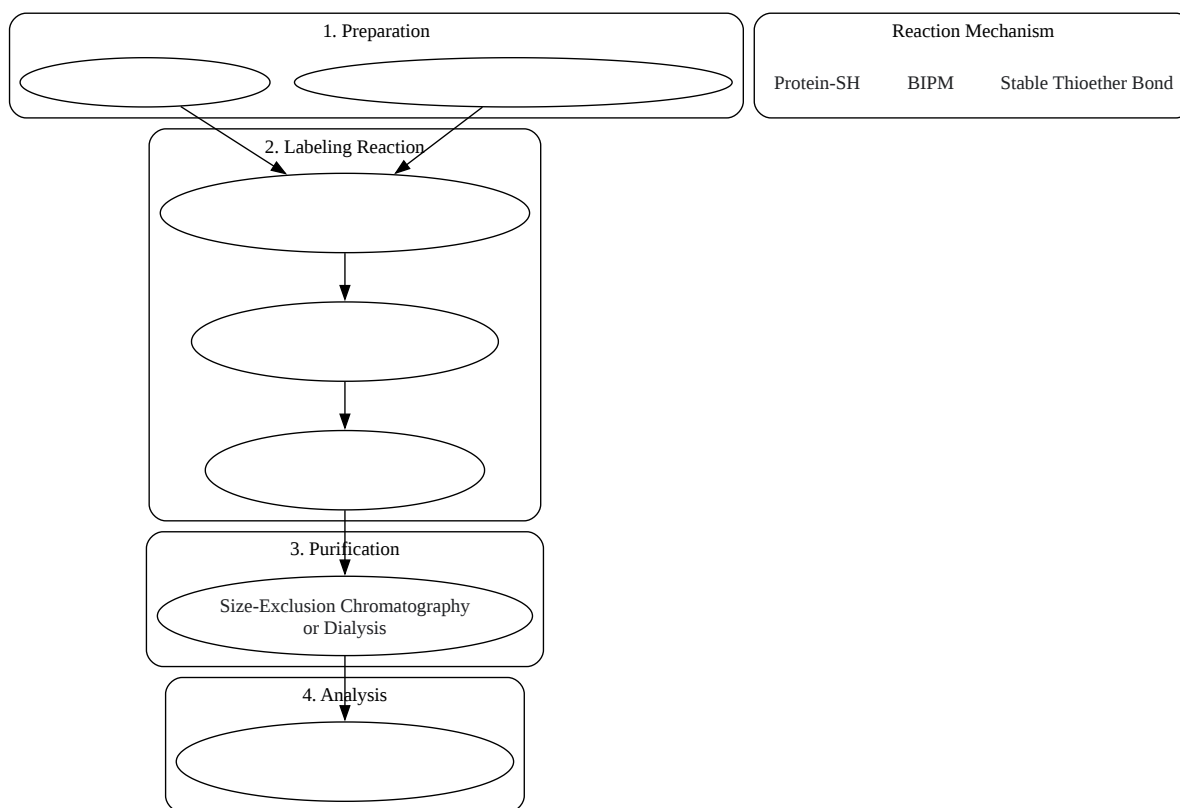 1. Preparation
Reaction Mechanism
Protein-SH
BIPM
Stable Thioether Bond
2. Labeling Reaction
3. Purification
Size-Exclusion Chromatography
or Dialysis
4. Analysis